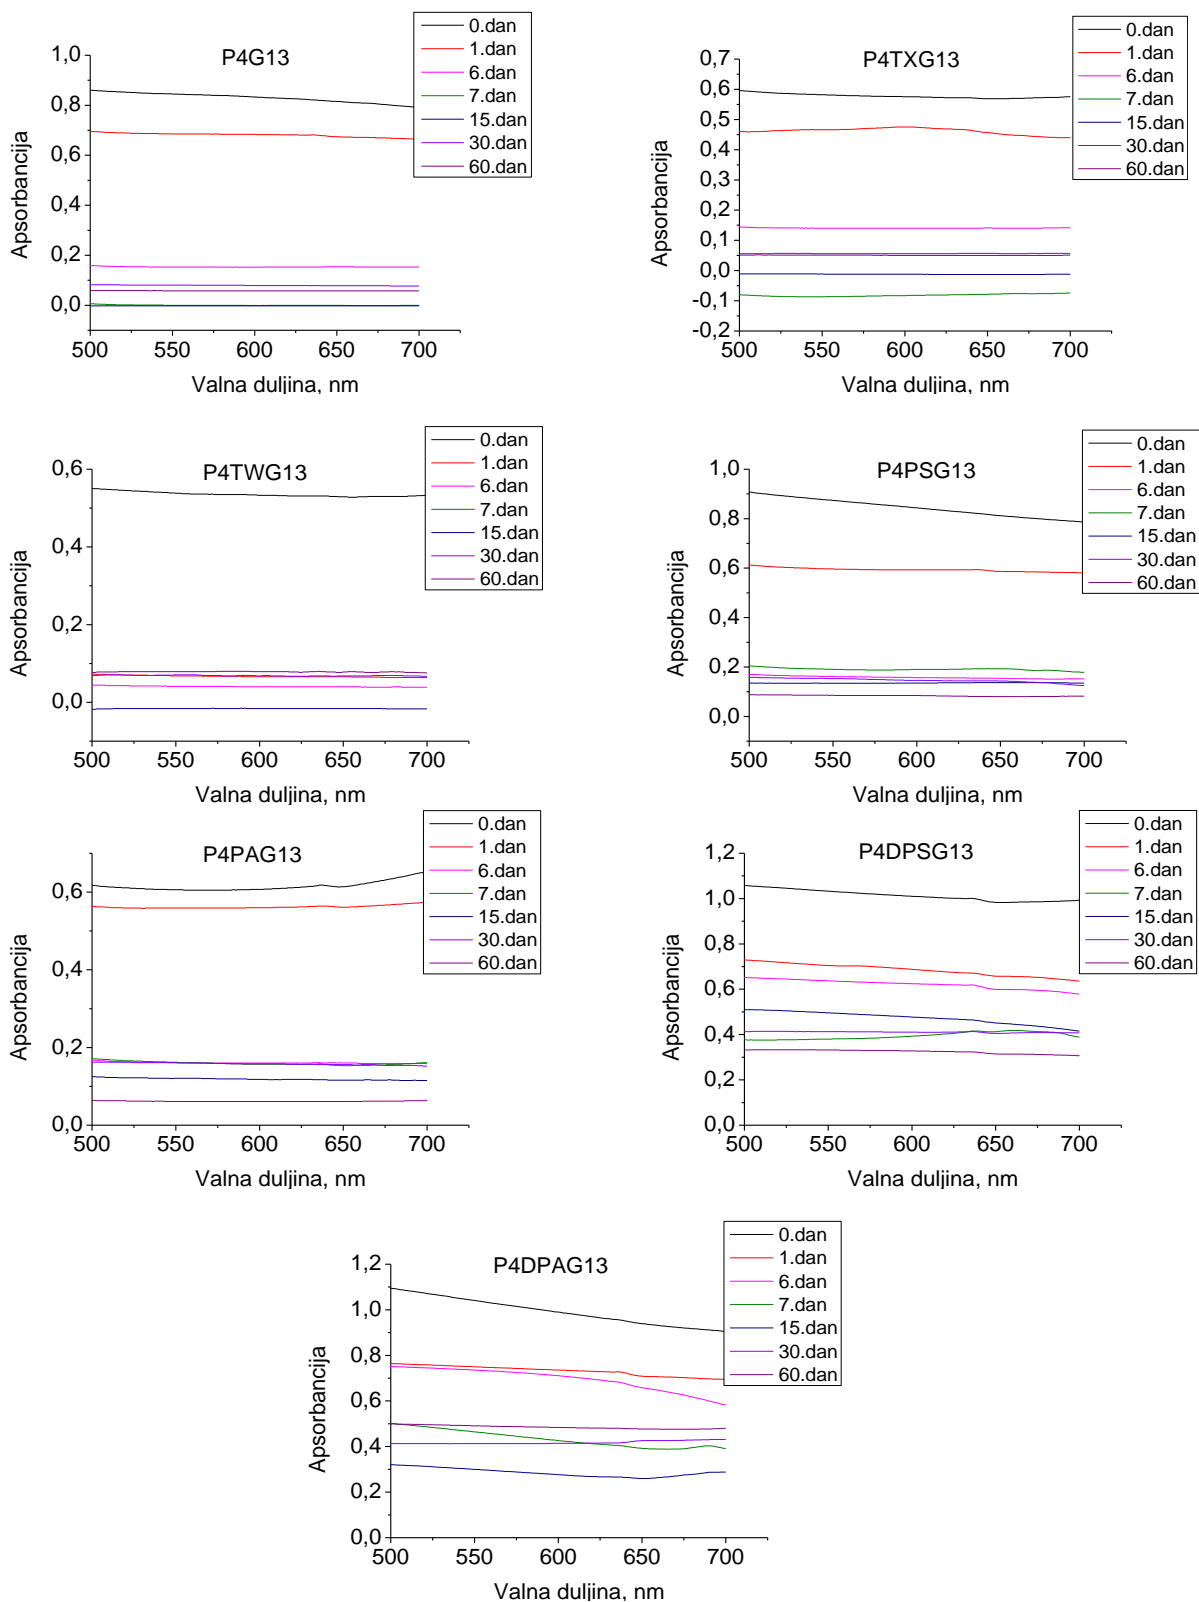 P4G13
Apsorbancija
1,0
0,8
0,6
0,4
0,2
0,0
500 550 600 650 700
Valna duljina, nm
0.dan
1.dan
6.dan
7.dan
15.dan
30.dan
60.dan
P4TXG13
Apsorbancija
0,7
0,6
0,5
0,4
0,3
0,2
0,1
0,0
-0,1
-0,2
500 550 600 650 700
Valna duljina, nm
0.dan
1.dan
6.dan
7.dan
15.dan
30.dan
60.dan
P4TWG13
Apsorbancija
0,6
0,4
0,2
0,0
500 550 600 650 700
Valna duljina, nm
0.dan
1.dan
6.dan
7.dan
15.dan
30.dan
60.dan
P4PSG13
Apsorbancija
1,0
0,8
0,6
0,4
0,2
0,0
500 550 600 650 700
Valna duljina, nm
0.dan
1.dan
6.dan
7.dan
15.dan
30.dan
60.dan
P4PAG13
Apsorbancija
0,6
0,4
0,2
0,0
500 550 600 650 700
Valna duljina, nm
0.dan
1.dan
6.dan
7.dan
15.dan
30.dan
60.dan
P4DPSG13
Apsorbancija
1,2
1,0
0,8
0,6
0,4
0,2
0,0
500 550 600 650 700
Valna duljina, nm
0.dan
1.dan
6.dan
7.dan
15.dan
30.dan
60.dan
P4DPAG13
Apsorbancija
1,2
1,0
0,8
0,6
0,4
0,2
0,0
500 550 600 650 700
Valna duljina, nm
0.dan
1.dan
6.dan
7.dan
15.dan
30.dan
60.dan